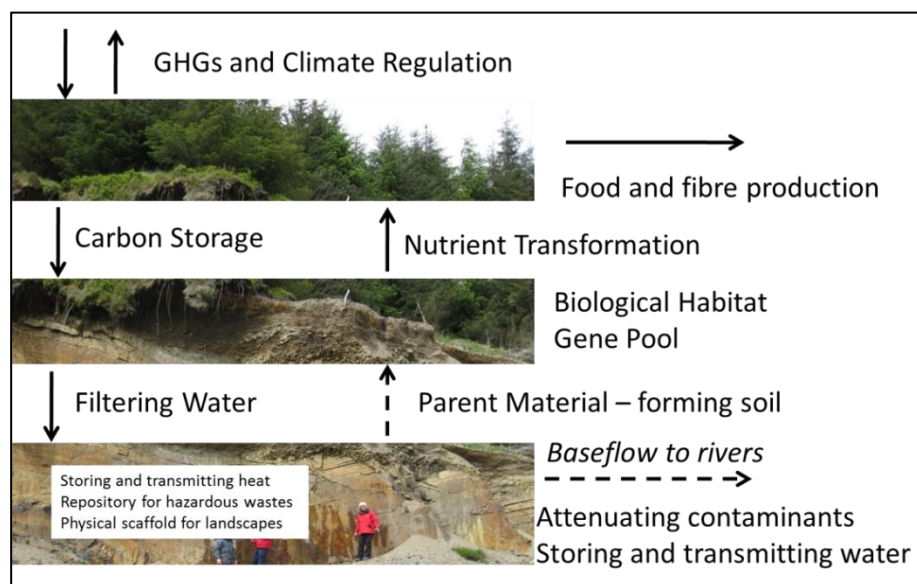 GHGs and Climate Regulation
Food and fibre production
Carbon Storage
Nutrient Transformation
Biological Habitat
Gene Pool
Filtering Water
Parent Material – forming soil
Storing and transmitting heat
Repository for hazardous wastes
Physical scaffold for landscapes
Baseflow to rivers
Attenuating contaminants
Storing and transmitting water